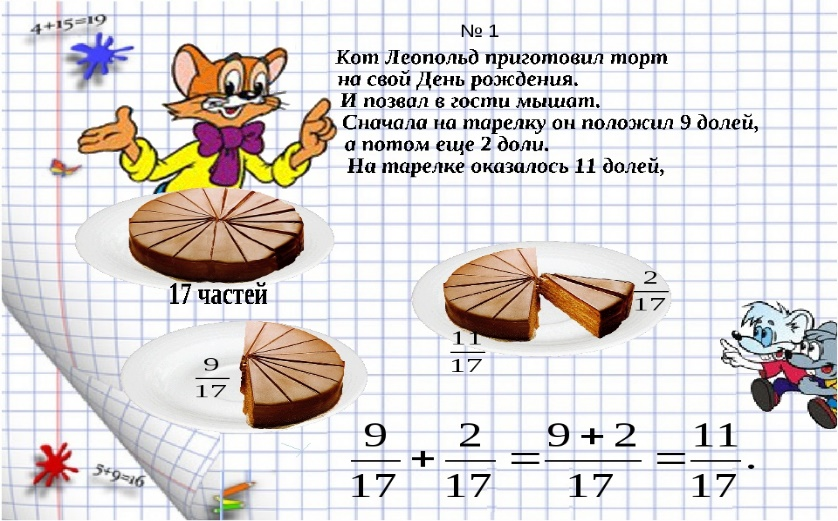 4+15=19
№ 1
Кот Леопольд приготовил торт
на свой День рождения.
И позвал в гости мышат.
Сначала на тарелку он положил 9 долей,
а потом еще 2 доли.
На тарелке оказалось 11 долей,
17 частей
2/17
11/17
9/17
9/17 + 2/17 = (9+2)/17 = 11/17.
5+9=16